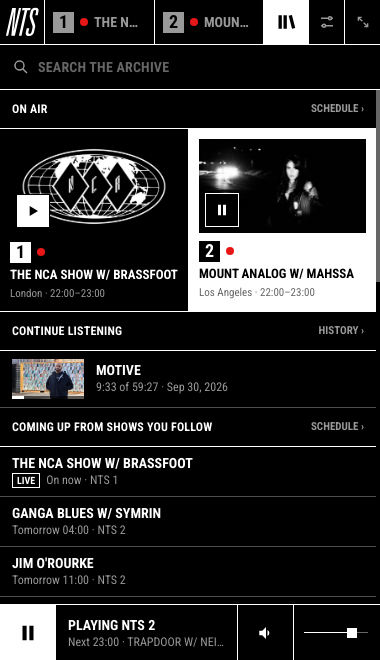 NTS
1 THE N...
2 MOUN...
SEARCH THE ARCHIVE
ON AIR
SCHEDULE ›
NCA
1
THE NCA SHOW W/ BRASSFOOT
London · 22:00–23:00
2
MOUNT ANALOG W/ MAHSSA
Los Angeles · 22:00–23:00
CONTINUE LISTENING
HISTORY ›
MOTIVE
9:33 of 59:27 · Sep 30, 2026
COMING UP FROM SHOWS YOU FOLLOW
SCHEDULE ›
THE NCA SHOW W/ BRASSFOOT
LIVE On now · NTS 1
GANGA BLUES W/ SYMRIN
Tomorrow 04:00 · NTS 2
JIM O'ROURKE
Tomorrow 11:00 · NTS 2
PLAYING NTS 2
Next 23:00 · TRAPDOOR W/ NEI...